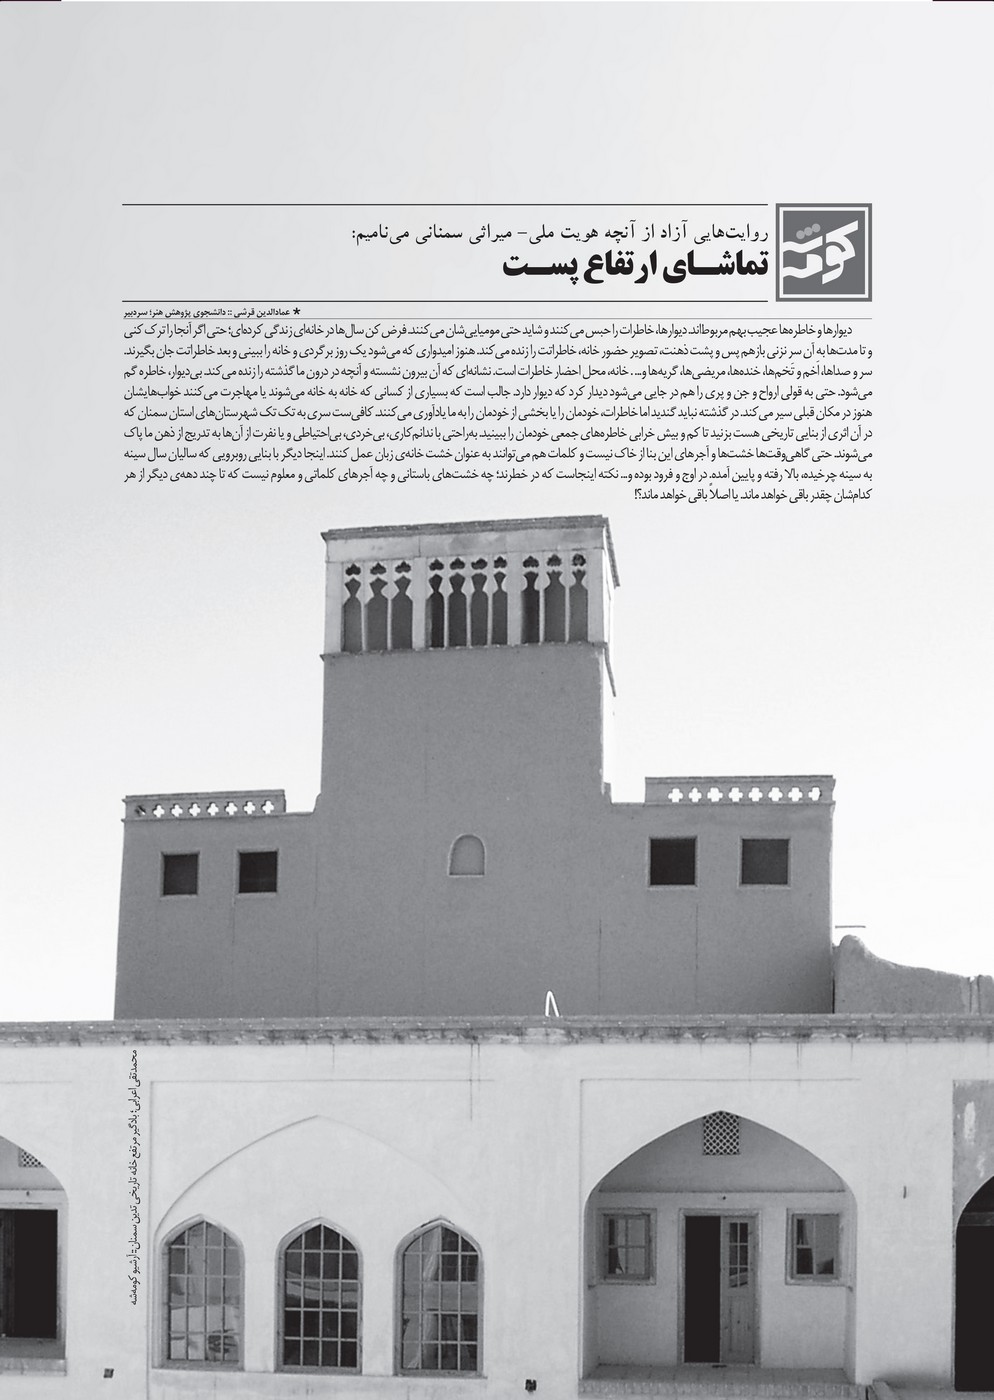 کومش
روایت‌هایی آزاد از آنچه هویت ملی- میراثی سمنانی می‌نامیم:
تماشای ارتفاع پست
* عمادالدین قرشی :: دانشجوی پژوهش هنر؛ سردبیر
دیوارها و خاطره‌ها عجیب بهم مربوط‌اند. دیوارها، خاطرات را حبس می‌کنند و شاید حتی مومیایی‌شان می‌کنند. فرض کن سال‌ها در خانه‌ای زندگی کرده‌ای؛ حتی اگر آنجا را ترک کنی
و تا مدت‌ها به آن سر نزنی بازهم پس و پشت ذهنت، تصویر حضور خانه، خاطراتت را زنده می‌کند. هنوز امیدواری که می‌شود یک روز برگردی و خانه را ببینی و بعد خاطراتت جان بگیرند.
سر و صداها، اَخم و تَخم‌ها، خنده‌ها، مریضی‌ها، گریه‌ها و.... خانه، محل احضار خاطرات است. نشانه‌ای که آن بیرون نشسته و آنچه در درون ما گذشته را زنده می‌کند. بی‌دیوار، خاطره گم
می‌شود. حتی به قولی ارواح و جن و پری را هم در جایی می‌شود دیدار کرد که دیوار دارد. جالب است که بسیاری از کسانی که خانه به خانه می‌شوند یا مهاجرت می‌کنند خواب‌هایشان
هنوز در مکان قبلی سیر می‌کند. در گذشته نباید گندید اما خاطرات، خودمان را یا بخشی از خودمان را به ما یادآوری می‌کنند. کافی‌ست سری به تک تک شهرستان‌های استان سمنان که
در آن اثری از بنایی تاریخی هست بزنید تا کم و بیش خرابی خاطره‌های جمعی خودمان را ببینید. به‌راحتی با ندانم‌کاری، بی‌خردی، بی‌احتیاطی و یا نفرت از آن‌ها به تدریج از ذهن ما پاک
می‌شوند. حتی گاهی‌وقت‌ها خشت‌ها و آجرهای این بنا از خاک نیست و کلمات هم می‌توانند به عنوان خشت خانه‌ی زبان عمل کنند. اینجا دیگر با بنایی روبرویی که سالیان سال سینه
به سینه چرخیده، بالا رفته و پایین آمده. در اوج و فرود بوده و... نکته اینجاست که در خطرند؛ چه خشت‌های باستانی و چه آجرهای کلماتی و معلوم نیست که تا چند دهه‌ی دیگر از هر
کدام‌شان چقدر باقی خواهد ماند. یا اصلاً باقی خواهد ماند؟!
محمدتقی اعرابی؛ بادگیر مرتفع خانه تاریخی تدین سمنان؛ آرشیو کومه‌شه